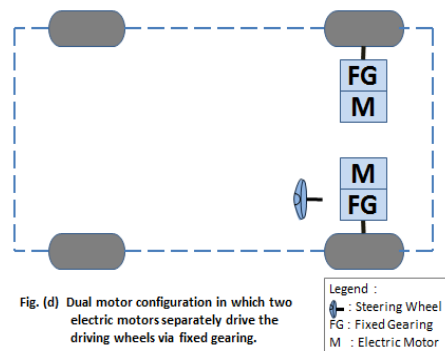 FG
M
M
FG
Fig. (d) Dual motor configuration in which two
electric motors separately drive the
driving wheels via fixed gearing.
Legend :
: Steering Wheel
FG : Fixed Gearing
M : Electric Motor